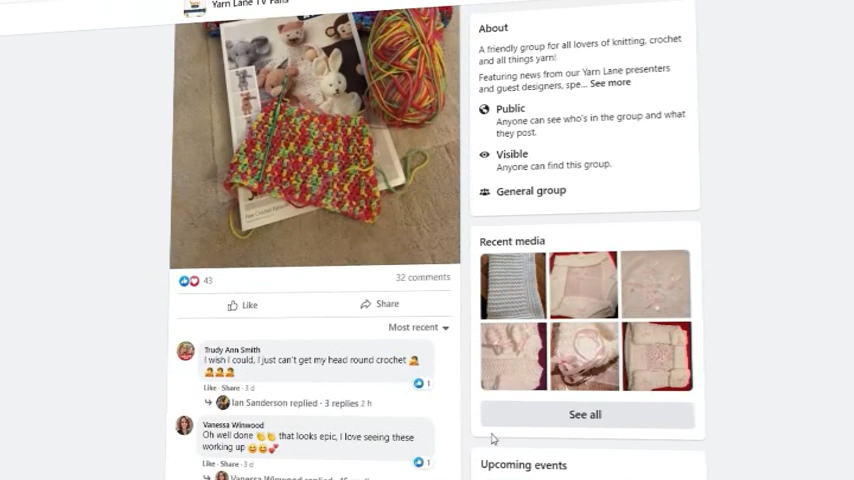 Yarn Lane TV Fans
43
32 comments
Like
Share
Most recent
Trudy Ann Smith
I wish I could, I just can't get my head round crochet
1
Like · Share · 3 d
Ian Sanderson replied · 3 replies 2 h
Vanessa Winwood
Oh well done that looks epic, I love seeing these
working up
1
Like · Share · 3 d
Vanessa Winwood replied
About
A friendly group for all lovers of knitting, crochet
and all things yarn!
Featuring news from our Yarn Lane presenters
and guest designers, spe... See more
Public
Anyone can see who's in the group and what
they post.
Visible
Anyone can find this group.
General group
Recent media
See all
Upcoming events